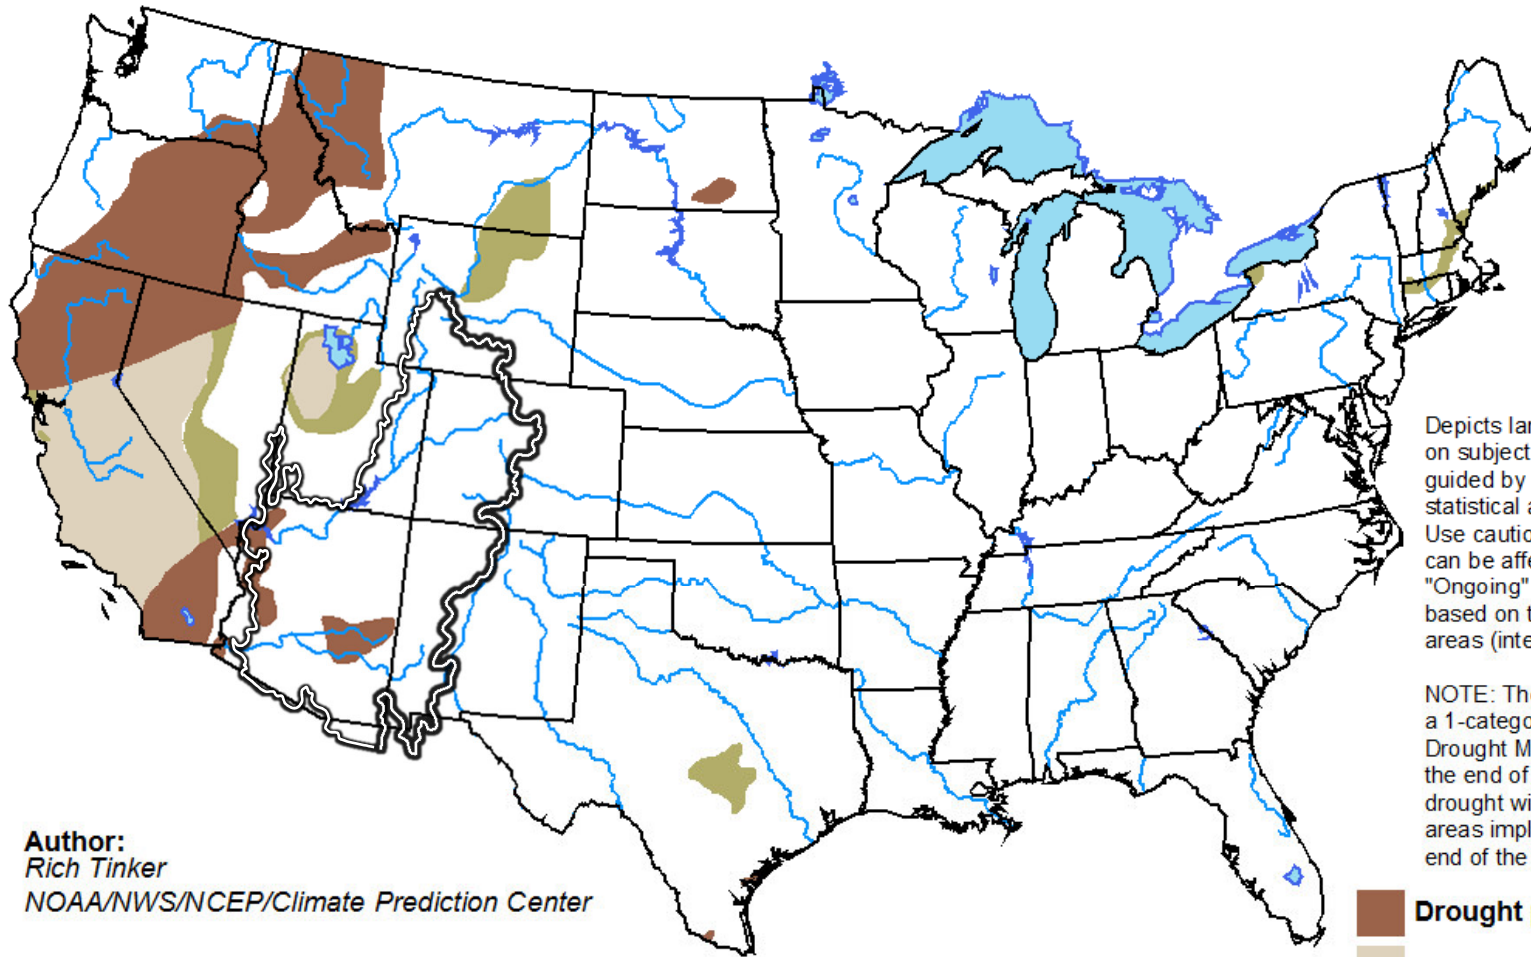 Depicts lar
on subject
guided by
statistical a
Use cautio
can be affe
"Ongoing"
based on t
areas (inte
NOTE: The
a 1-catego
Drought M
the end of
drought wi
areas impl
end of the
Author:
Rich Tinker
NOAA/NWS/NCEP/Climate Prediction Center
Drought